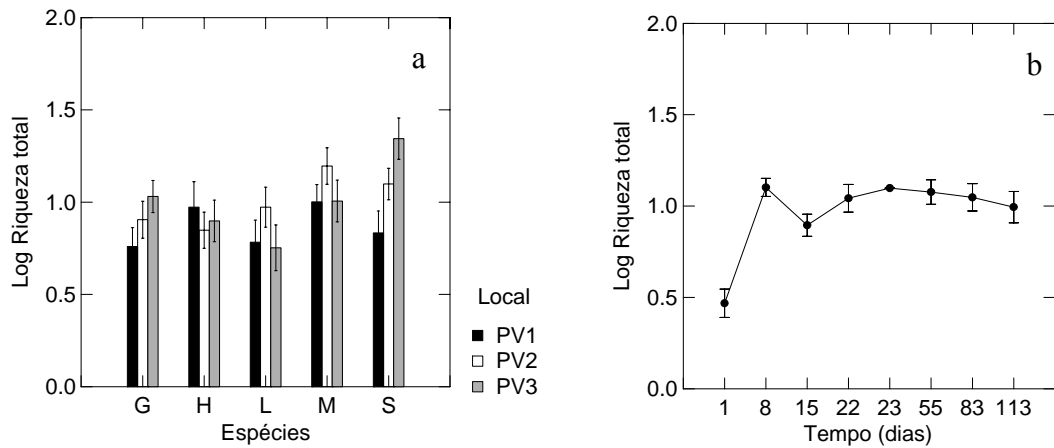 a
Log Riqueza total
2.0
1.5
1.0
0.5
0.0
G H L M S
Espécies
Local
PV1
PV2
PV3
b
Log Riqueza total
2.0
1.5
1.0
0.5
0.0
1 8 15 22 23 55 83 113
Tempo (dias)